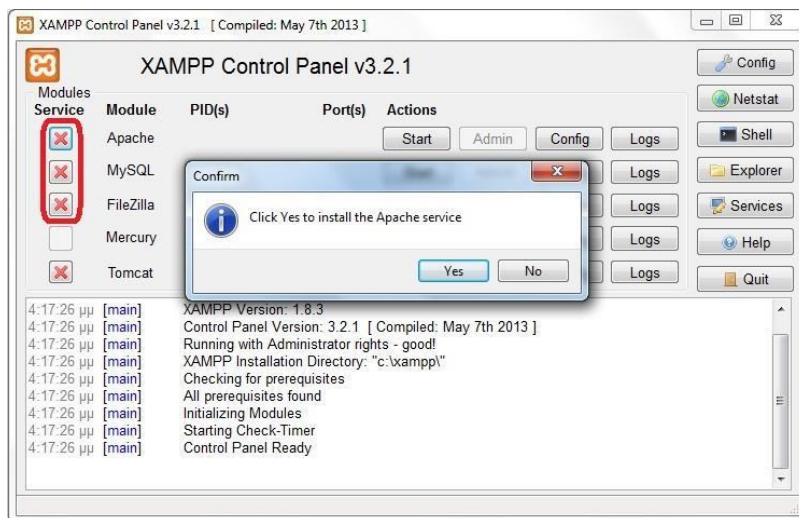 XAMPP Control Panel v3.2.1 [ Compiled: May 7th 2013 ]
XAMPP Control Panel v3.2.1
Config
Modules
Service Module PID(s) Port(s) Actions
Netstat
Apache Start Admin Config Logs
Shell
MySQL Logs
Explorer
FileZilla Logs
Services
Mercury Logs
Help
Tomcat Logs
Quit
Confirm
Click Yes to install the Apache service
Yes No
4:17:26 μμ [main] XAMPP Version: 1.8.3
4:17:26 μμ [main] Control Panel Version: 3.2.1 [ Compiled: May 7th 2013 ]
4:17:26 μμ [main] Running with Administrator rights - good!
4:17:26 μμ [main] XAMPP Installation Directory: "c:\xampp\"
4:17:26 μμ [main] Checking for prerequisites
4:17:26 μμ [main] All prerequisites found
4:17:26 μμ [main] Initializing Modules
4:17:26 μμ [main] Starting Check-Timer
4:17:26 μμ [main] Control Panel Ready